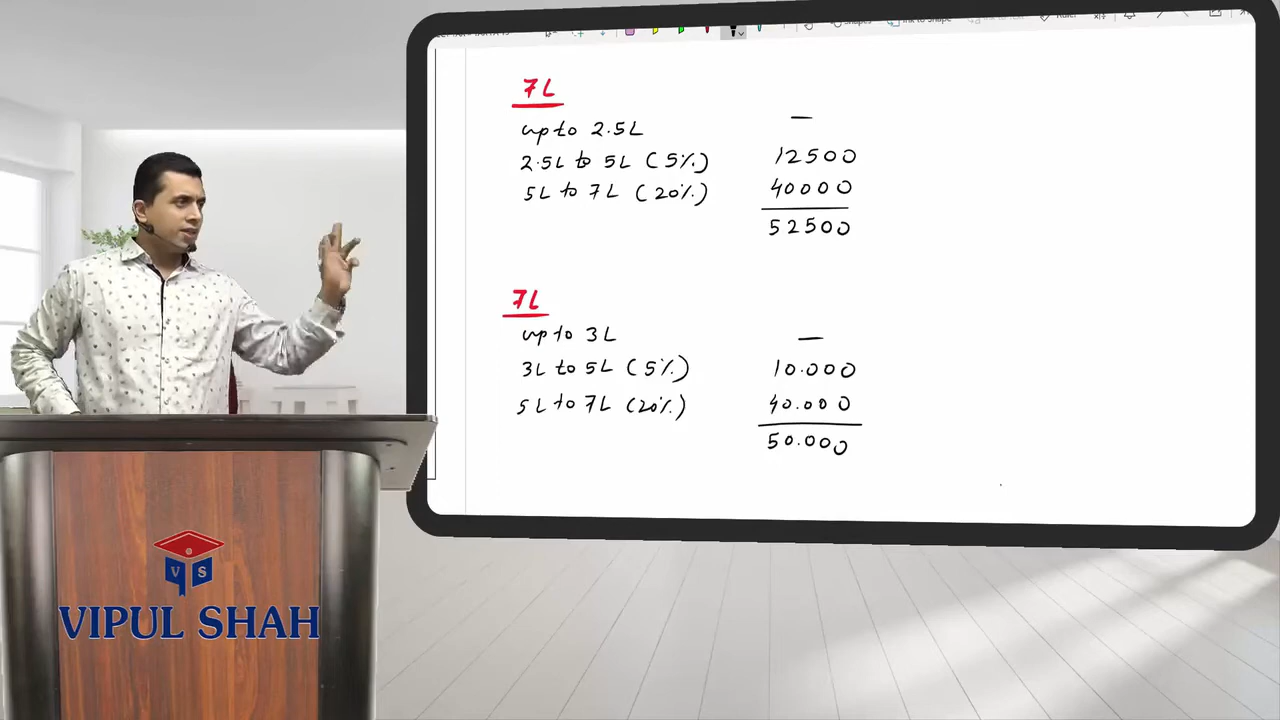 7L
upto 2.5L —
2.5L to 5L (5%) 12500
5L to 7L (20%) 40000
52500
7L
upto 3L —
3L to 5L (5%) 10.000
5L to 7L (20%) 40.000
50.000
V S
VIPUL SHAH